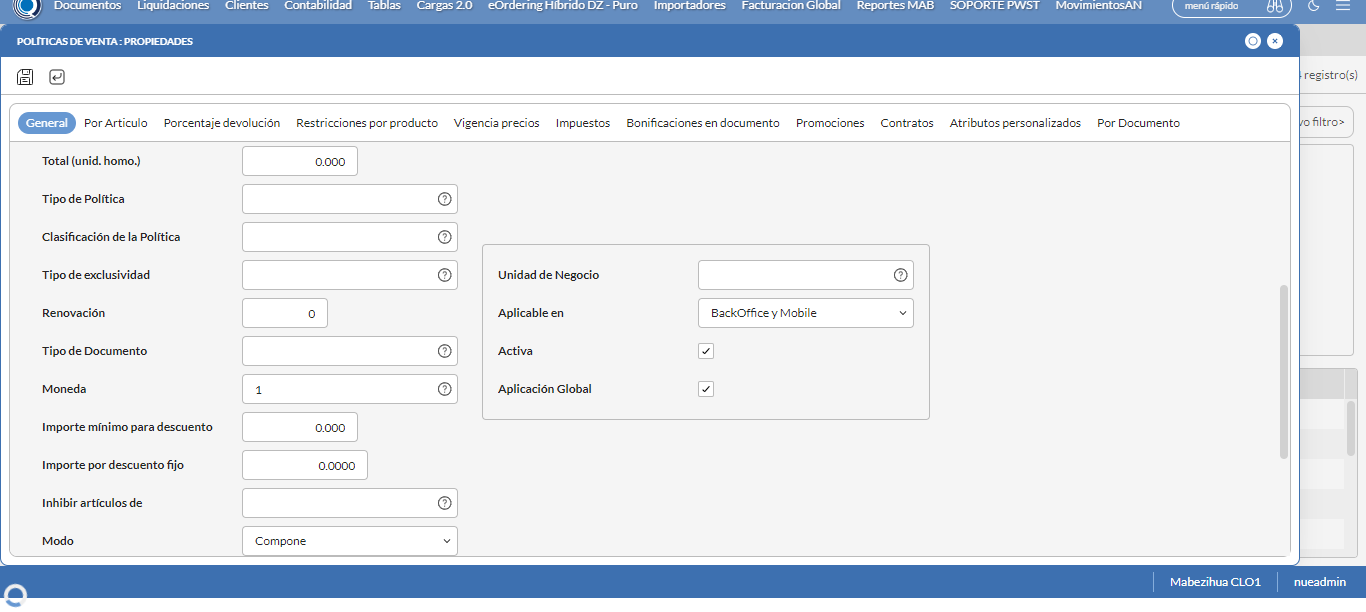 Documentos Liquidaciones Clientes Contabilidad Tablas Cargas 2.0 eOrdering Híbrido DZ - Puro Importadores Facturacion Global Reportes MAB SOPORTE PWST MovimientosAN menú rápido
POLÍTICAS DE VENTA : PROPIEDADES
registro(s)
General Por Articulo Porcentaje devolución Restricciones por producto Vigencia precios Impuestos Bonificaciones en documento Promociones Contratos Atributos personalizados Por Documento
filtro>
Total (unid. homo.) 0.000
Tipo de Política
Clasificación de la Política
Tipo de exclusividad
Unidad de Negocio
Renovación 0
Aplicable en BackOffice y Mobile
Tipo de Documento
Activa
Moneda 1
Aplicación Global
Importe mínimo para descuento 0.000
Importe por descuento fijo 0.0000
Inhibir artículos de
Modo Compone
Mabezihua CLO1 nueadmin